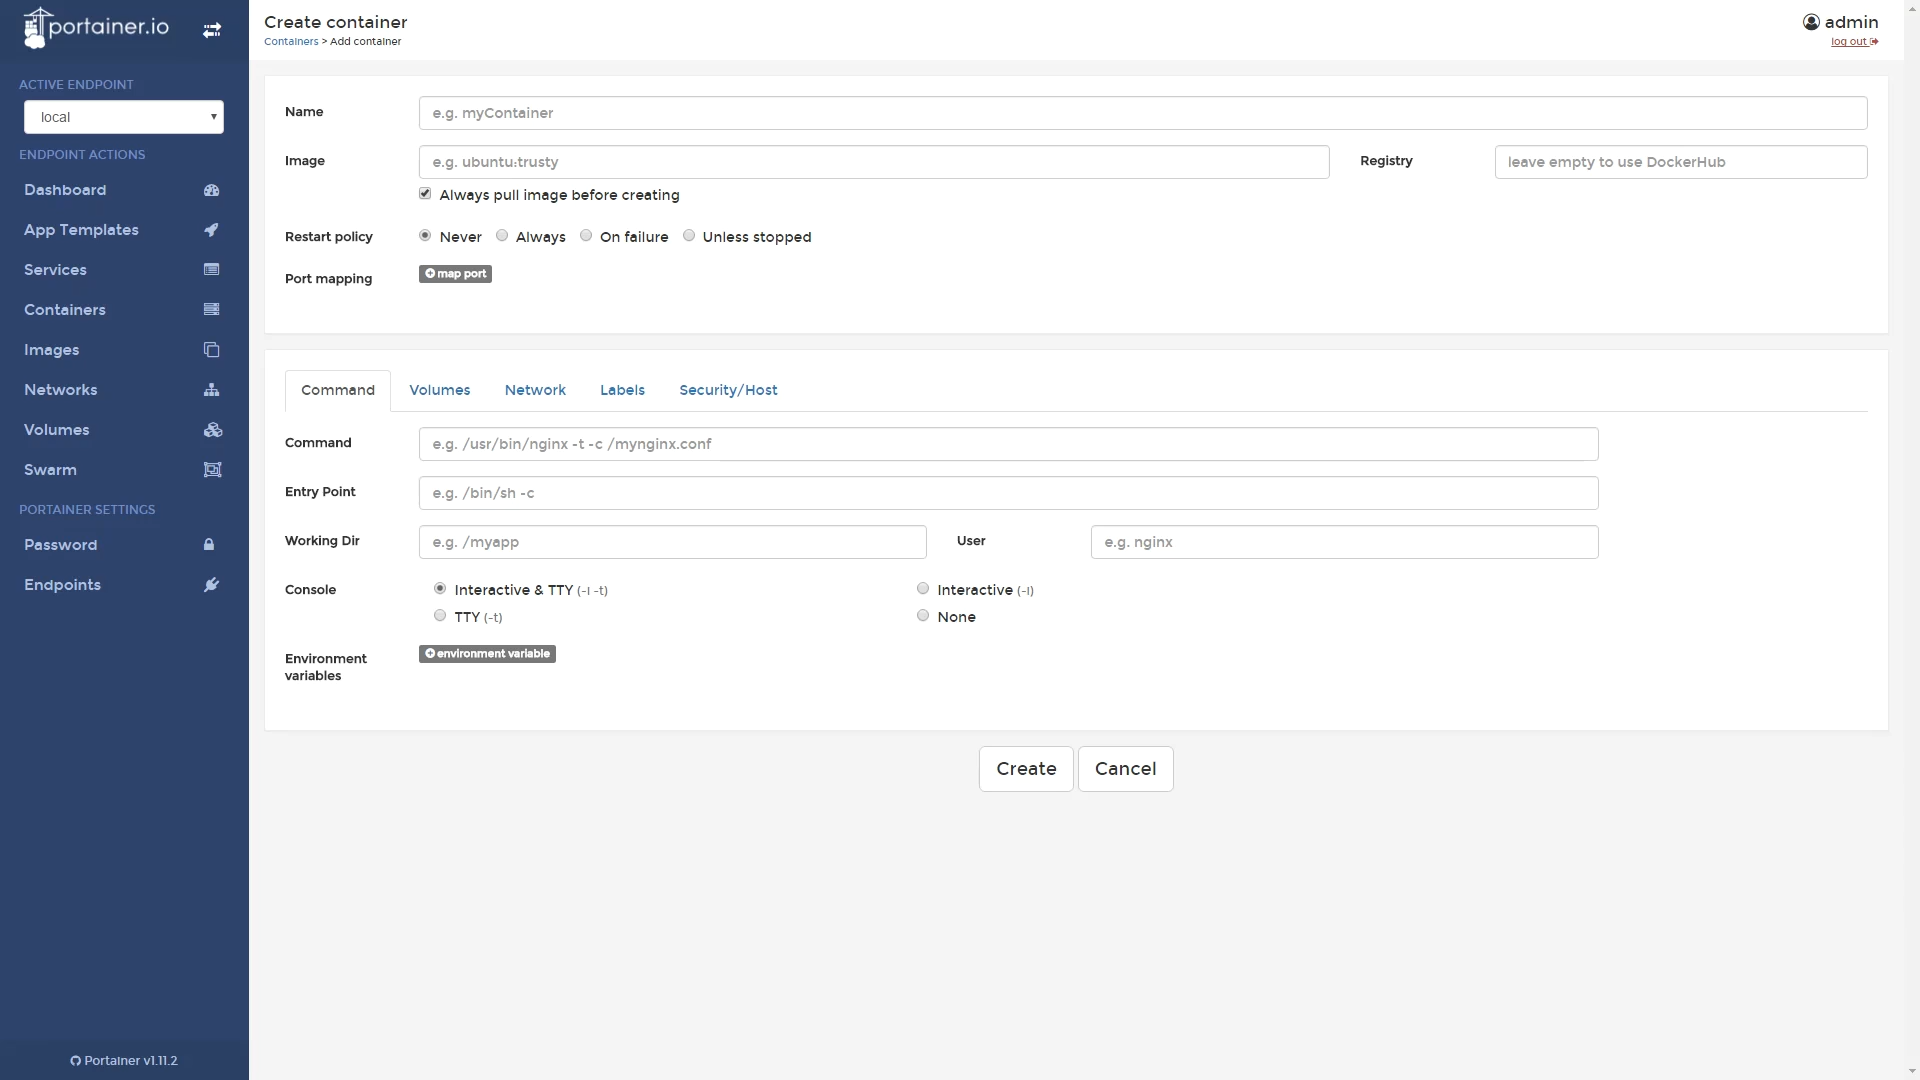 portainer.io
Create container
Containers > Add container
admin
log out
ACTIVE ENDPOINT
local
ENDPOINT ACTIONS
Dashboard
App Templates
Services
Containers
Images
Networks
Volumes
Swarm
PORTAINER SETTINGS
Password
Endpoints
Portainer v1.11.2
Name
e.g. myContainer
Image
e.g. ubuntu:trusty
Registry
leave empty to use DockerHub
Always pull image before creating
Restart policy
Never
Always
On failure
Unless stopped
Port mapping
map port
Command
Volumes
Network
Labels
Security/Host
Command
e.g. /usr/bin/nginx -t -c /mynginx.conf
Entry Point
e.g. /bin/sh -c
Working Dir
e.g. /myapp
User
e.g. nginx
Console
Interactive & TTY (-i -t)
Interactive (-i)
TTY (-t)
None
Environment
variables
environment variable
Create
Cancel